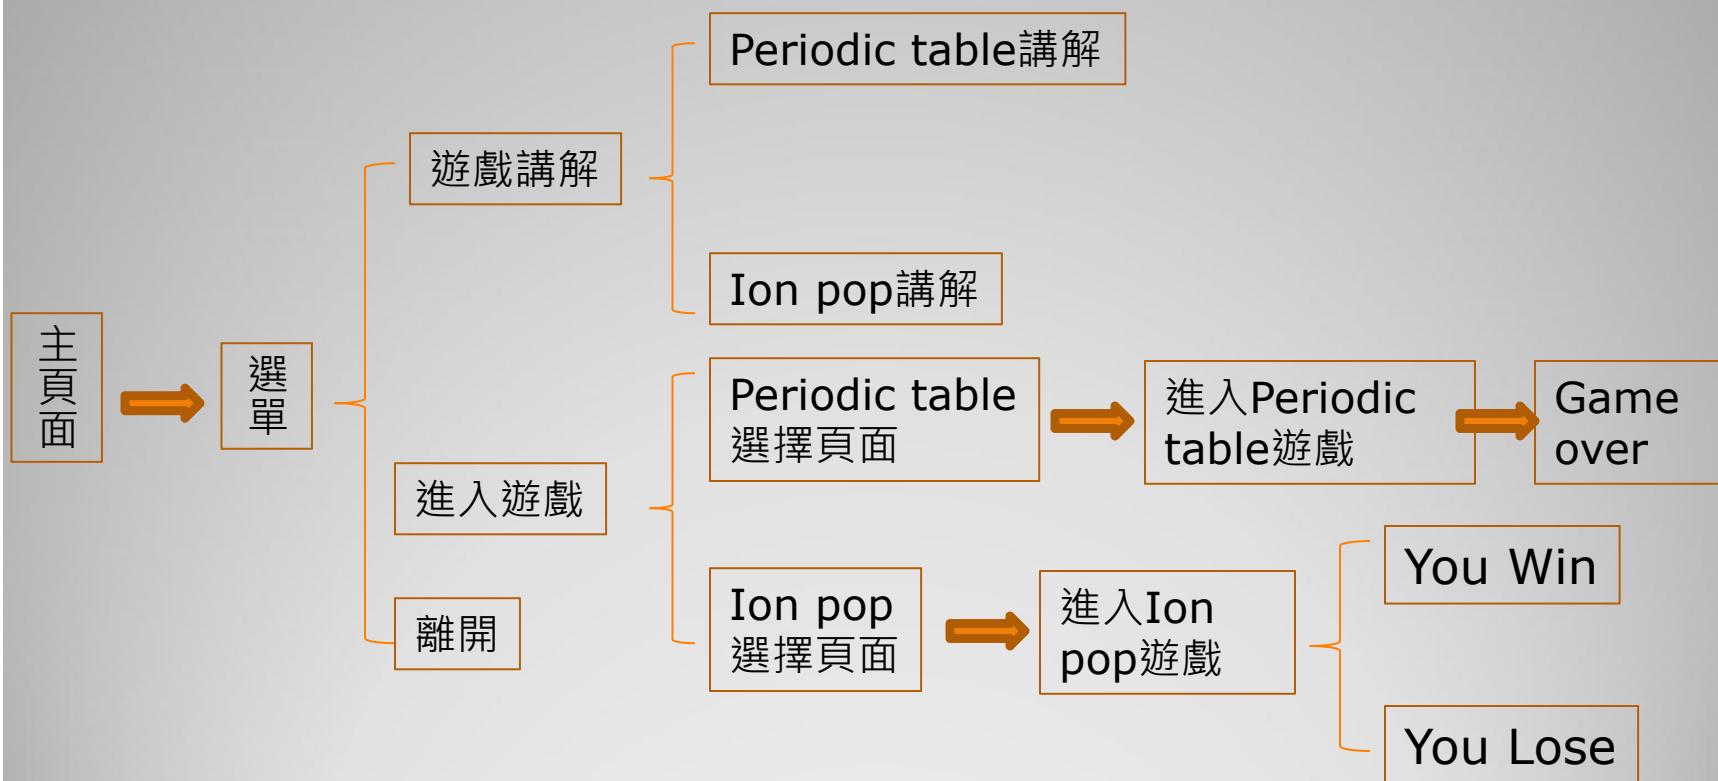 主頁面
選單
遊戲講解
Periodic table講解
Ion pop講解
進入遊戲
Periodic table
選擇頁面
進入Periodic
table遊戲
Game
over
Ion pop
選擇頁面
進入Ion
pop遊戲
You Win
You Lose
離開